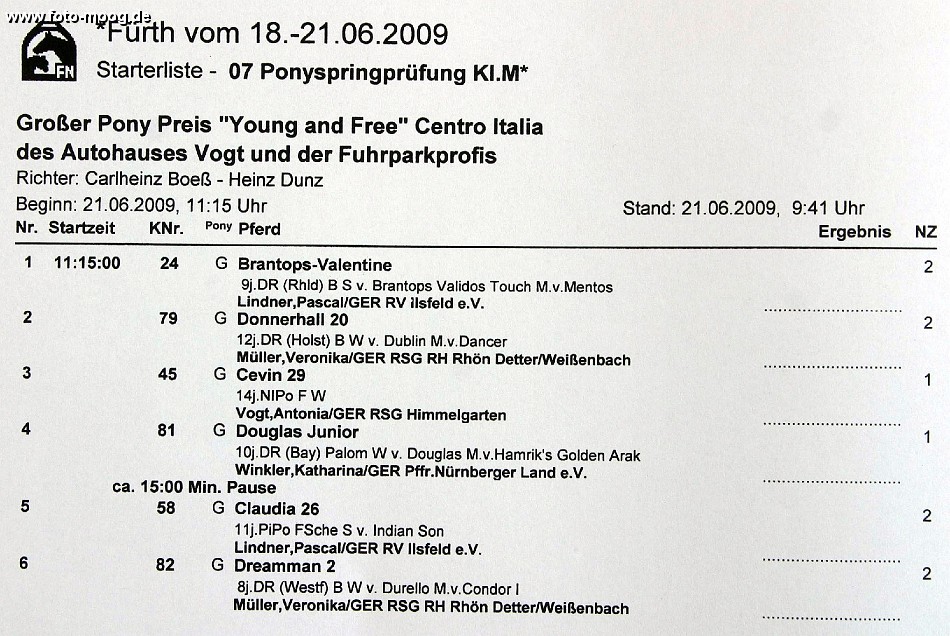 www.foto-moog.de
*Fürth vom 18.-21.06.2009
FN
Starterliste - 07 Ponyspringprüfung Kl.M*
Großer Pony Preis "Young and Free" Centro Italia
des Autohauses Vogt und der Fuhrparkprofis
Richter: Carlheinz Boeß - Heinz Dunz
Beginn: 21.06.2009, 11:15 Uhr Stand: 21.06.2009, 9:41 Uhr
Nr. Startzeit KNr. Pony Pferd Ergebnis NZ
1 11:15:00 24 G Brantops-Valentine 2
9j.DR (Rhld) B S v. Brantops Validos Touch M.v.Mentos
Lindner,Pascal/GER RV Ilsfeld e.V.
2 79 G Donnerhall 20 2
12j.DR (Holst) B W v. Dublin M.v.Dancer
Müller,Veronika/GER RSG RH Rhön Detter/Weißenbach
3 45 G Cevin 29 1
14j.NlPo F W
Vogt,Antonia/GER RSG Himmelgarten
4 81 G Douglas Junior 1
10j.DR (Bay) Palom W v. Douglas M.v.Hamrik's Golden Arak
Winkler,Katharina/GER Pffr.Nürnberger Land e.V.
ca. 15:00 Min. Pause
5 58 G Claudia 26 2
11j.PiPo FSche S v. Indian Son
Lindner,Pascal/GER RV Ilsfeld e.V.
6 82 G Dreamman 2 2
8j.DR (Westf) B W v. Durello M.v.Condor I
Müller,Veronika/GER RSG RH Rhön Detter/Weißenbach